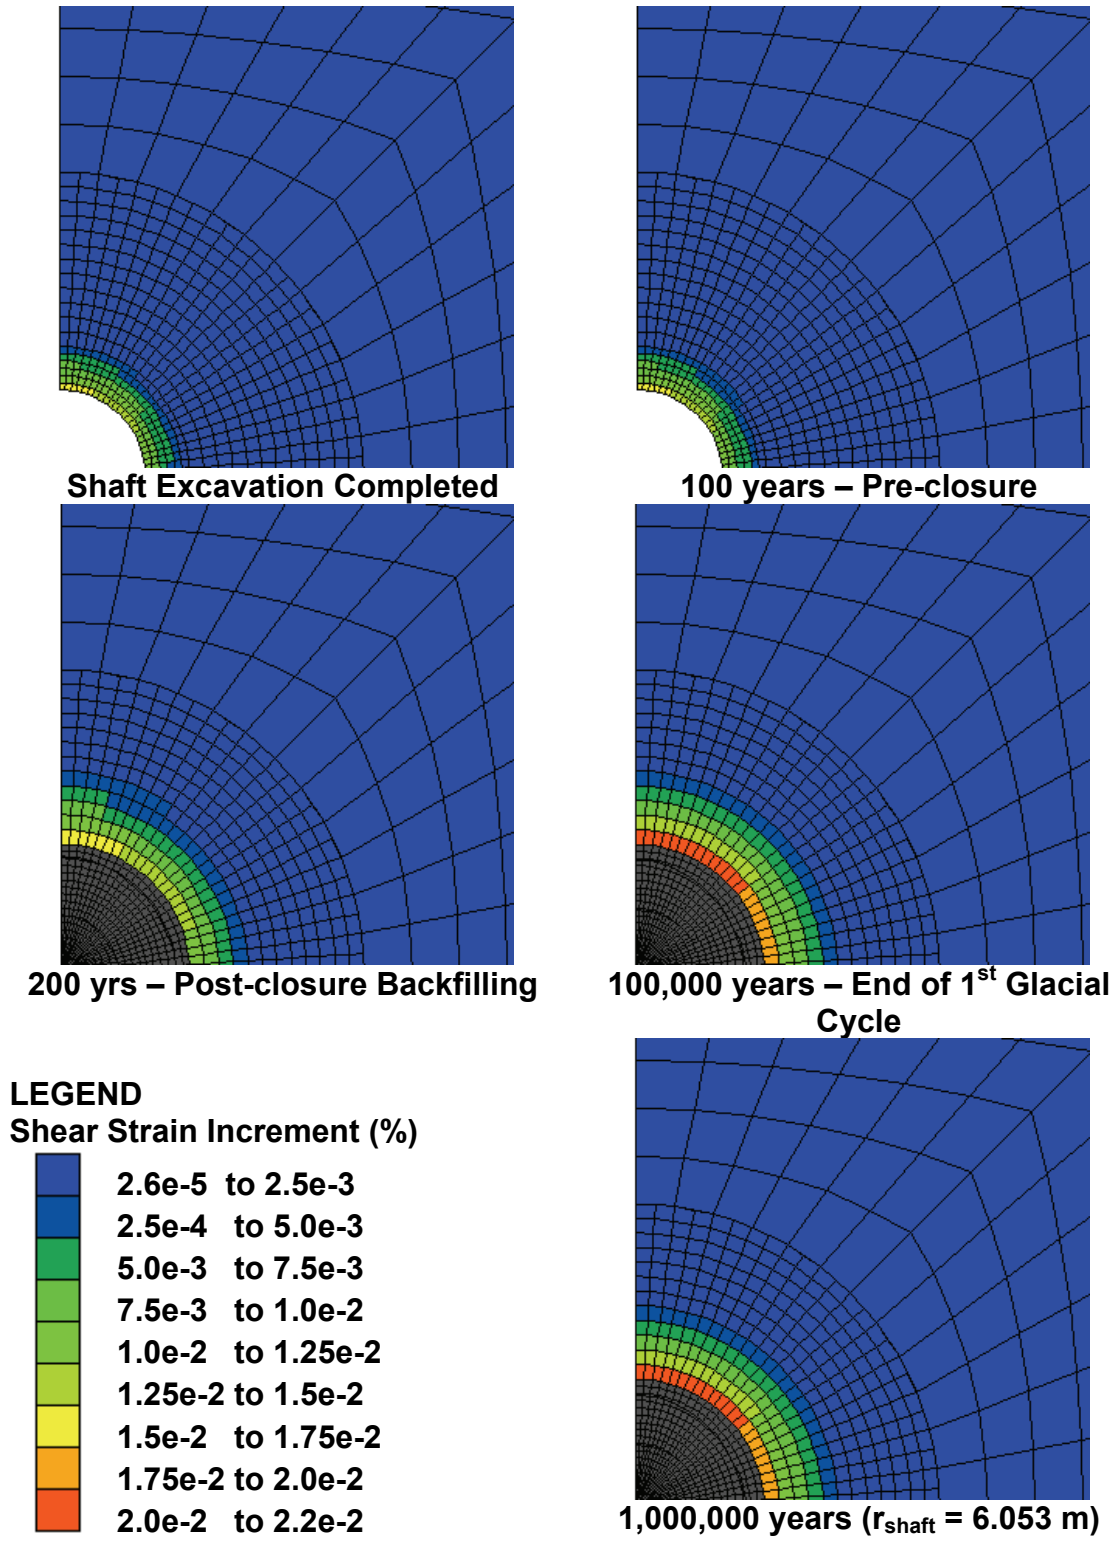 Shaft Excavation Completed
100 years – Pre-closure
200 yrs – Post-closure Backfilling
100,000 years – End of 1st Glacial
Cycle
LEGEND
Shear Strain Increment (%)
2.6e-5 to 2.5e-3
2.5e-4 to 5.0e-3
5.0e-3 to 7.5e-3
7.5e-3 to 1.0e-2
1.0e-2 to 1.25e-2
1.25e-2 to 1.5e-2
1.5e-2 to 1.75e-2
1.75e-2 to 2.0e-2
2.0e-2 to 2.2e-2
1,000,000 years (rshaft = 6.053 m)